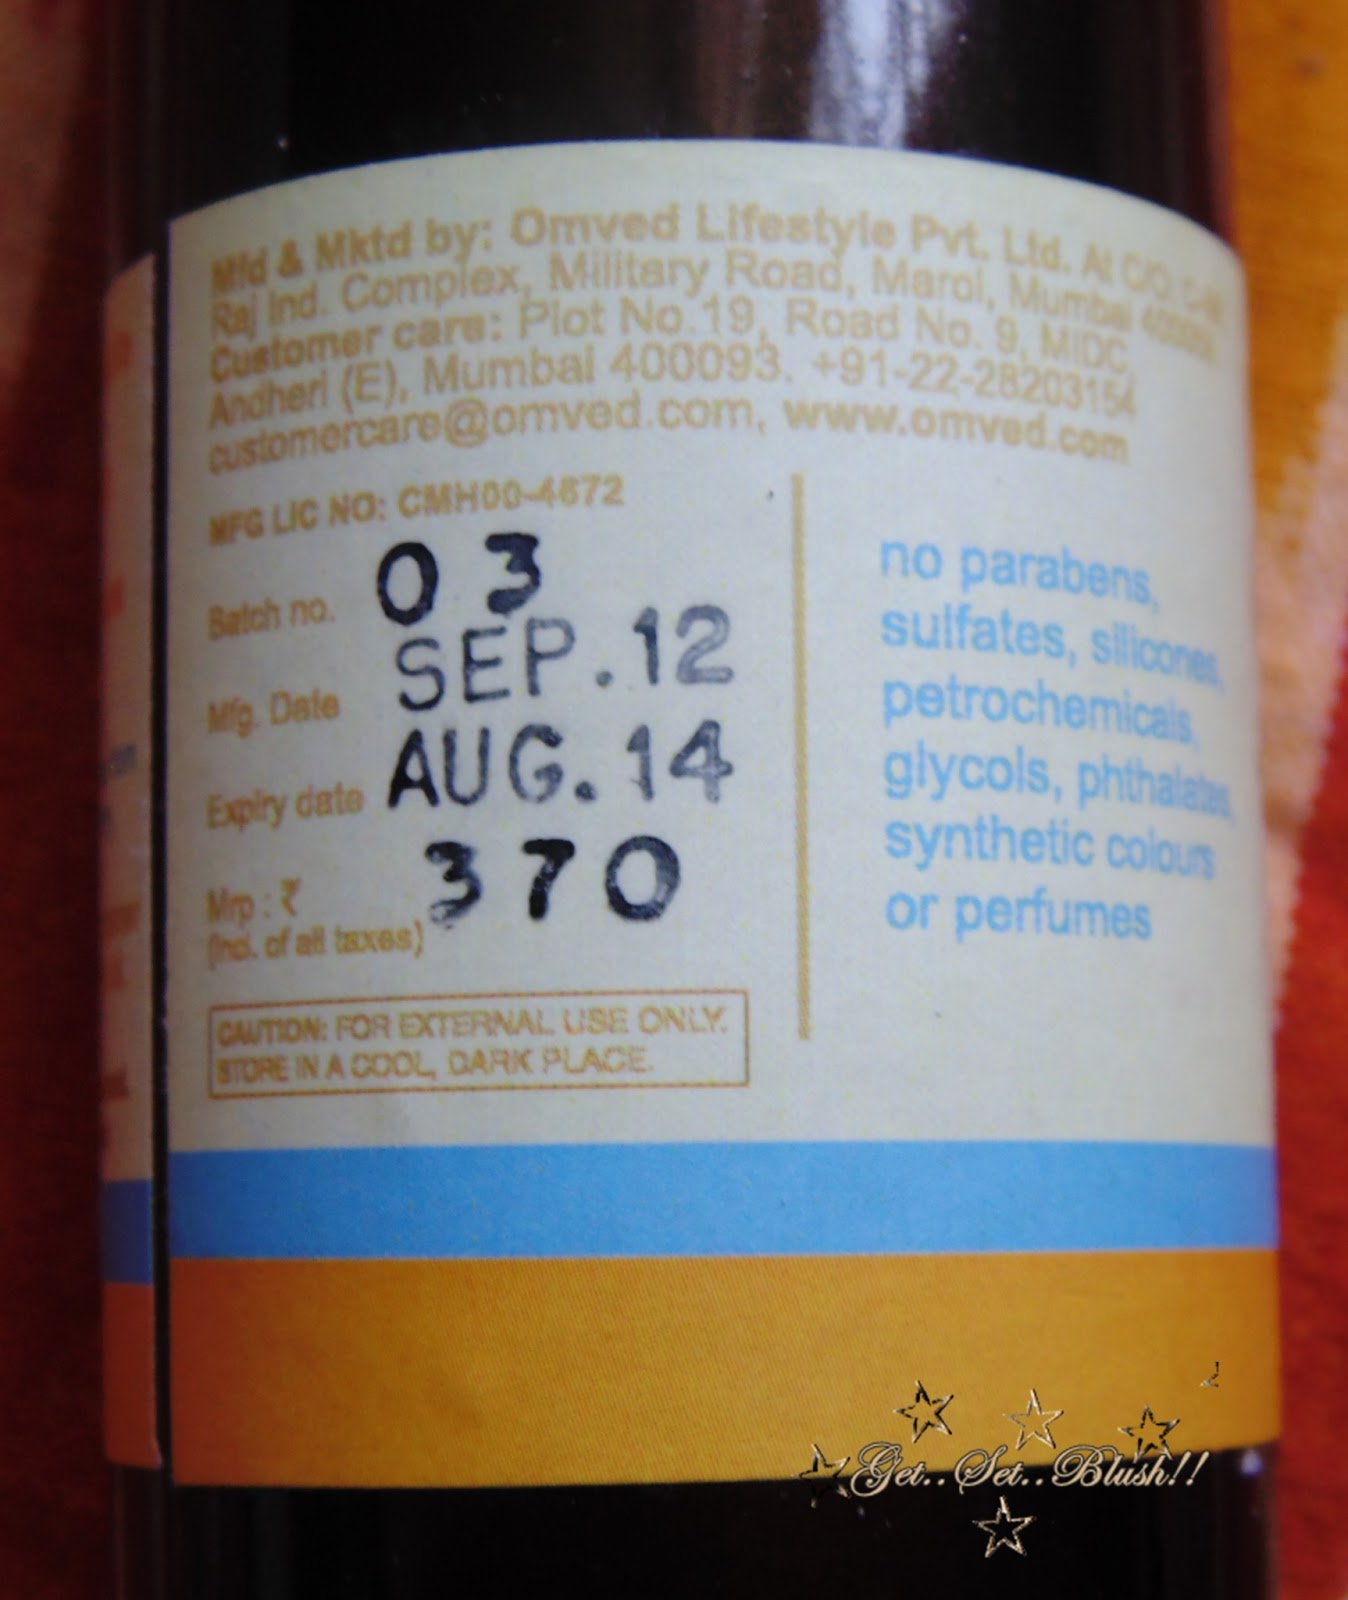 Mfd & Mktd by: Omved Lifestyle Pvt. Ltd. At C/O:
Raj Ind. Complex, Military Road, Marol, Mumbai
Customer care: Plot No.19, Road No. 9, MIDC,
Andheri (E), Mumbai 400093. +91-22-28203154
customercare@omved.com, www.omved.com
MFG LIC NO: CMH00-4672
Batch no. 03
Mfg. Date SEP.12
Expiry date AUG.14
Mrp : ₹ 370
(Incl. of all taxes)
CAUTION: FOR EXTERNAL USE ONLY.
STORE IN A COOL, DARK PLACE.
no parabens,
sulfates, silicones,
petrochemicals,
glycols, phthalates,
synthetic colours
or perfumes
Get..Set..Blush!!